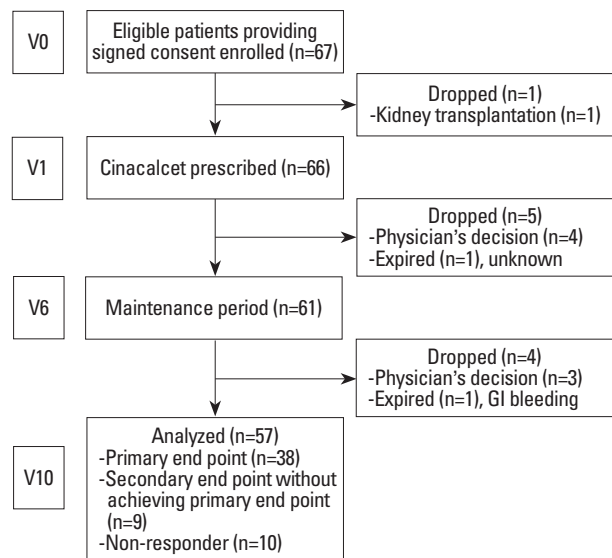 V0
Eligible patients providing
signed consent enrolled (n=67)
Dropped (n=1)
-Kidney transplantation (n=1)
V1
Cinacalcet prescribed (n=66)
Dropped (n=5)
-Physician's decision (n=4)
-Expired (n=1), unknown
V6
Maintenance period (n=61)
Dropped (n=4)
-Physician's decision (n=3)
-Expired (n=1), GI bleeding
V10
Analyzed (n=57)
-Primary end point (n=38)
-Secondary end point without
achieving primary end point
(n=9)
-Non-responder (n=10)